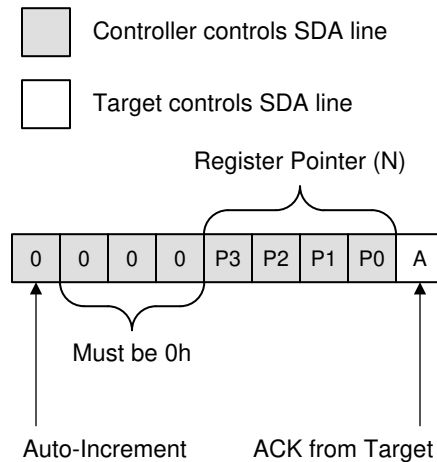 Controller controls SDA line
Target controls SDA line
Register Pointer (N)
0 0 0 0 P3 P2 P1 P0 A
Must be 0h
Auto-Increment ACK from Target